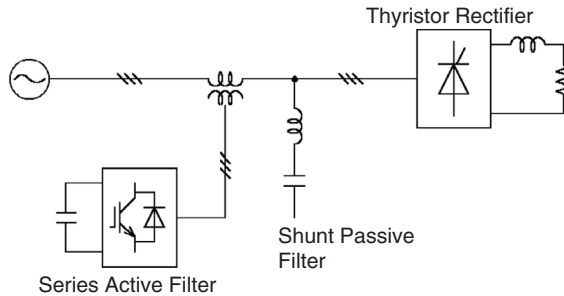 Thyristor Rectifier
Shunt Passive
Filter
Series Active Filter